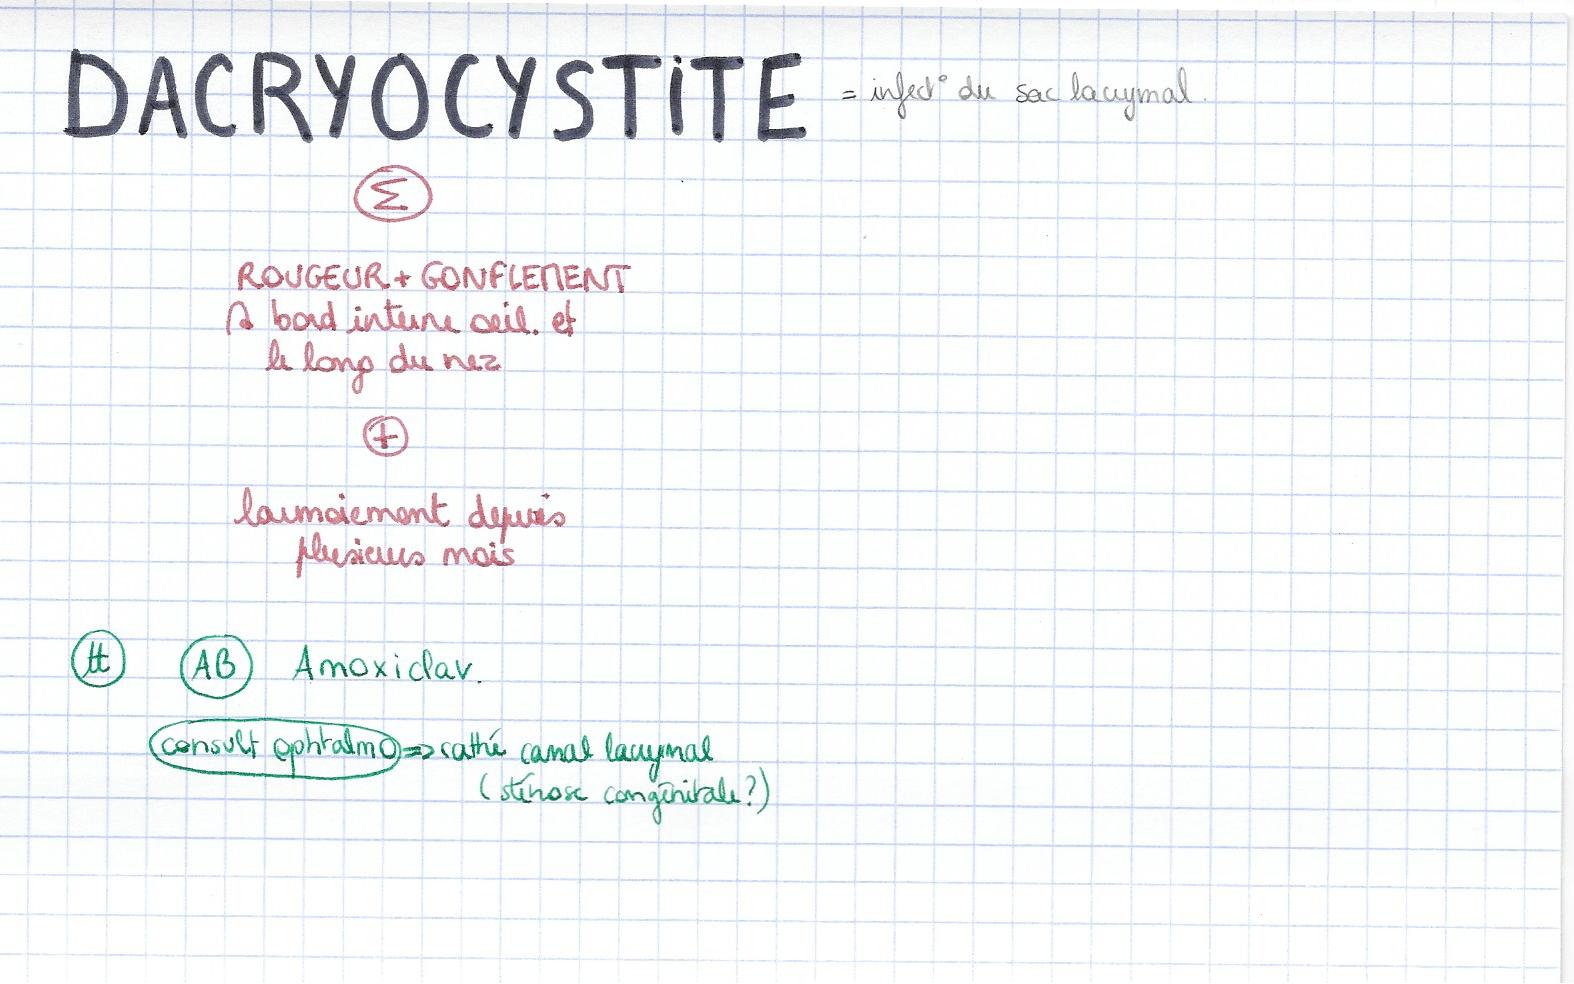 DACRYOCYSTITE = infect° du sac lacrymal.
Σ
ROUGEUR + GONFLEMENT
bord interne oeil. et
le long du nez
+
larmoiement depuis
plusieurs mois
tt AB Amoxiclav.
consult ophtalmo => cathé canal lacrymal
(sténose congénitale?)